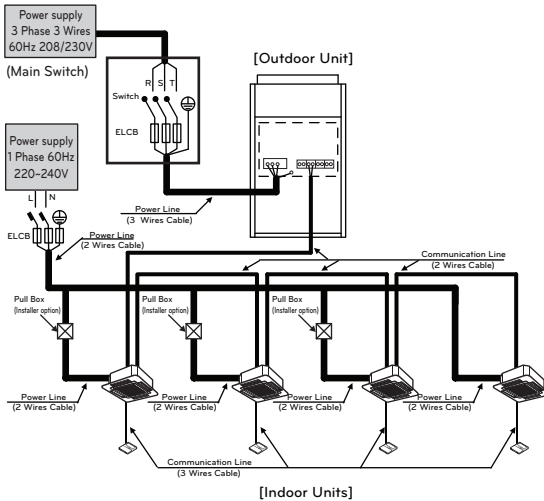 Power supply
3 Phase 3 Wires
60Hz 208/230V
(Main Switch)
[Outdoor Unit]
R S T
Switch
ELCB
Power supply
1 Phase 60Hz
220~240V
L N
ELCB
Power Line
(2 Wires Cable)
Power Line
(3 Wires Cable)
Communication Line
(2 Wires Cable)
Pull Box
(Installer option)
Pull Box
(Installer option)
Pull Box
(Installer option)
Power Line
(2 Wires Cable)
Power Line
(2 Wires Cable)
Power Line
(2 Wires Cable)
Power Line
(2 Wires Cable)
Communication Line
(3 Wires Cable)
[Indoor Units]